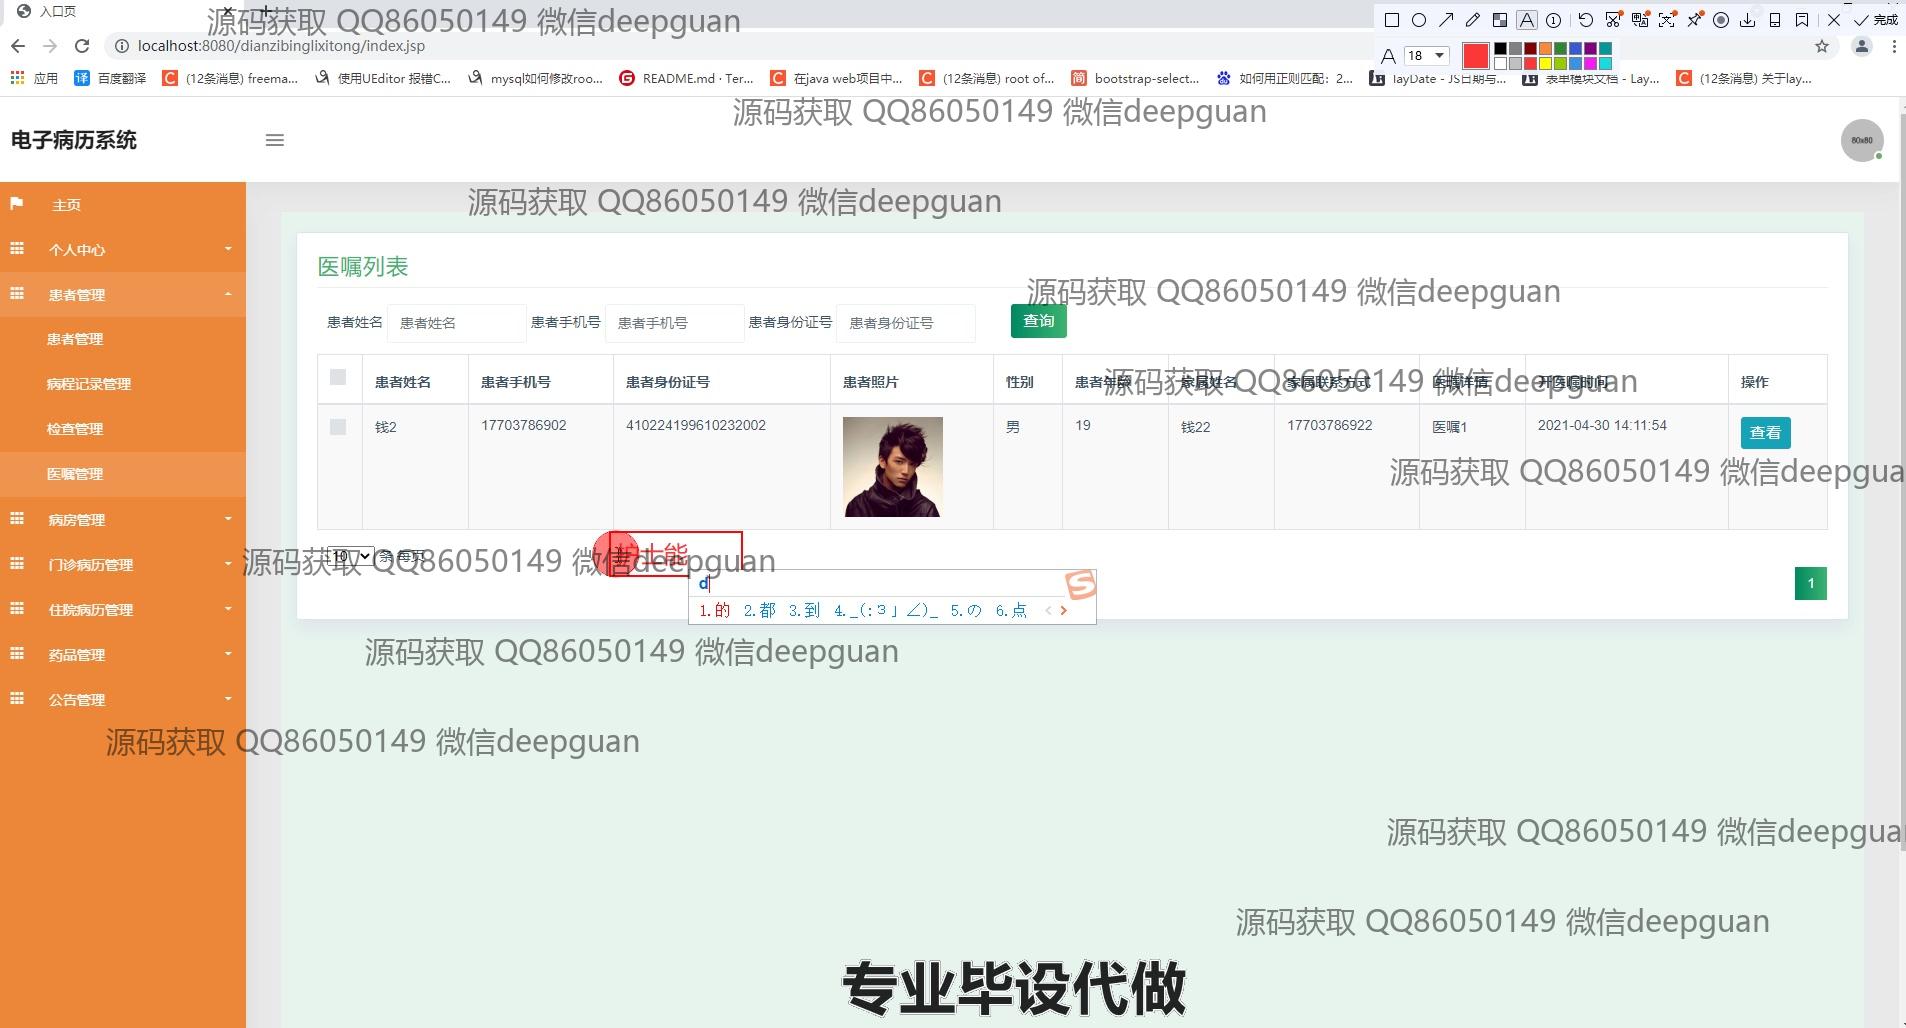 入口页
源码获取 QQ86050149 微信deepguan
完成
localhost:8080/dianzibinglixitong/index.jsp
A 18
应用 百度翻译 (12条消息) freema... 使用UEditor 报错C... mysql如何修改roo... README.md · Ter... 在java web项目中... (12条消息) root of... bootstrap-select... 如何用正则匹配：2... layDate - JS日期与... 表单模块文档 - Lay... (12条消息) 关于lay...
源码获取 QQ86050149 微信deepguan
电子病历系统
80x80
源码获取 QQ86050149 微信deepguan
主页
个人中心
患者管理
患者管理
病程记录管理
检查管理
医嘱管理
病房管理
门诊病历管理
住院病历管理
药品管理
公告管理
医嘱列表
源码获取 QQ86050149 微信deepguan
患者姓名 患者姓名 患者手机号 患者手机号 患者身份证号 患者身份证号 查询
患者姓名 患者手机号 患者身份证号 患者照片 性别 患者年龄 家属姓名 家属联系方式 医嘱详情 开医嘱时间 操作
源码获取 QQ86050149 微信deepguan
钱2 17703786902 410224199610232002 男 19 钱22 17703786922 医嘱1 2021-04-30 14:11:54 查看
源码获取 QQ86050149 微信deepgua
10 条 每页
护士能
源码获取 QQ86050149 微信deepguan
d
1
1.的 2.都 3.到 4._(:3」∠)_ 5.の 6.点
源码获取 QQ86050149 微信deepguan
源码获取 QQ86050149 微信deepguan
源码获取 QQ86050149 微信deepguan
源码获取 QQ86050149 微信deepguan
专业毕设代做